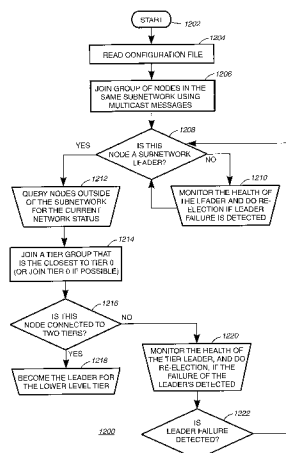 START
1202
1204
READ CONFIGURATION FILE
1206
JOIN GROUP OF NODES IN
THE SAME SUBNETWORK USING
MULTICAST MESSAGES
1208
IS THIS
NODE A SUBNETWORK
LEADER?
YES
NO
1212
QUERY NODES OUTSIDE
OF THE SUBNETWORK
FOR THE CURRENT
NETWORK STATUS
1210
MONITOR THE HEALTH OF
THE LEADER AND DO RE-
ELECTION IF LEADER
FAILURE IS DETECTED
1214
JOIN A TIER GROUP THAT
IS THE CLOSEST TO TIER 0
(OR JOIN TIER 0 IF POSSIBLE)
1216
IS THIS
NODE CONNECTED TO
TWO TIERS?
NO
YES
1218
BECOME THE LEADER FOR
THE LOWER LEVEL TIER
1220
MONITOR THE HEALTH OF
THE TIER LEADER, AND DO
RE-ELECTION, IF THE
FAILURE OF THE
LEADER'S DETECTED
1222
IS
LEADER FAILURE
DETECTED?
1200